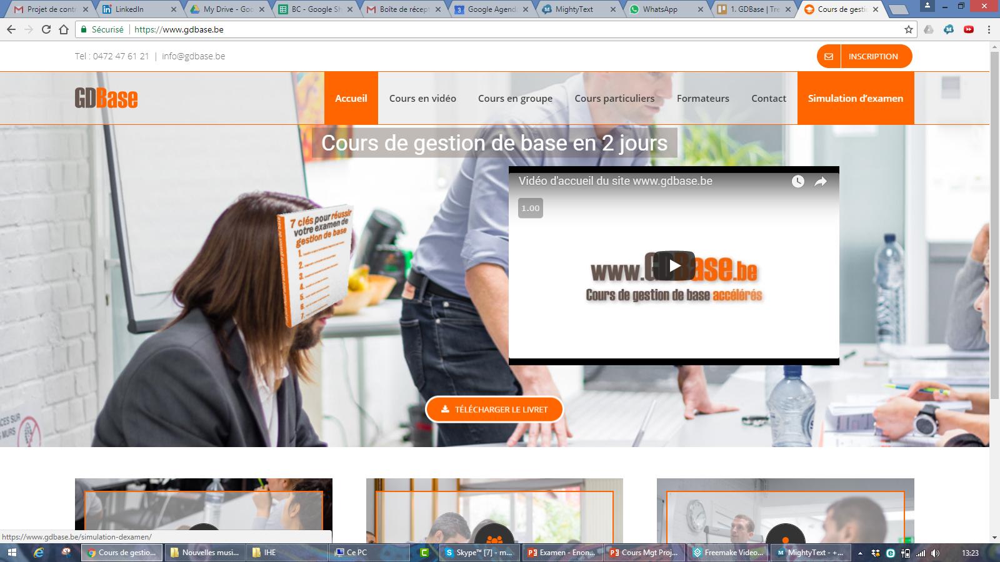 Projet de contr
LinkedIn
My Drive - Goo
BC - Google Sh
Boîte de récept
Google Agend
MightyText
WhatsApp
1. GDBase | Tre
Cours de gesti
Sécurisé
https://www.gdbase.be
Tel : 0472 47 61 21 | info@gdbase.be
INSCRIPTION
GDBase
Accueil
Cours en vidéo
Cours en groupe
Cours particuliers
Formateurs
Contact
Simulation d'examen
Cours de gestion de base en 2 jours
Vidéo d'accueil du site www.gdbase.be
1.00
7 clés pour réussir
votre examen de
gestion de base
1.
2.
3.
4.
5.
6.
7.
www.GDBase.be
Cours de gestion de base accélérés
TÉLÉCHARGER LE LIVRET
https://www.gdbase.be/simulation-dexamen/
Cours de gestio...
Nouvelles musi...
IHE
Ce PC
Skype™ [7] - m...
Examen - Enon...
Cours Mgt Proj...
Freemake Video...
MightyText - +...
13:23